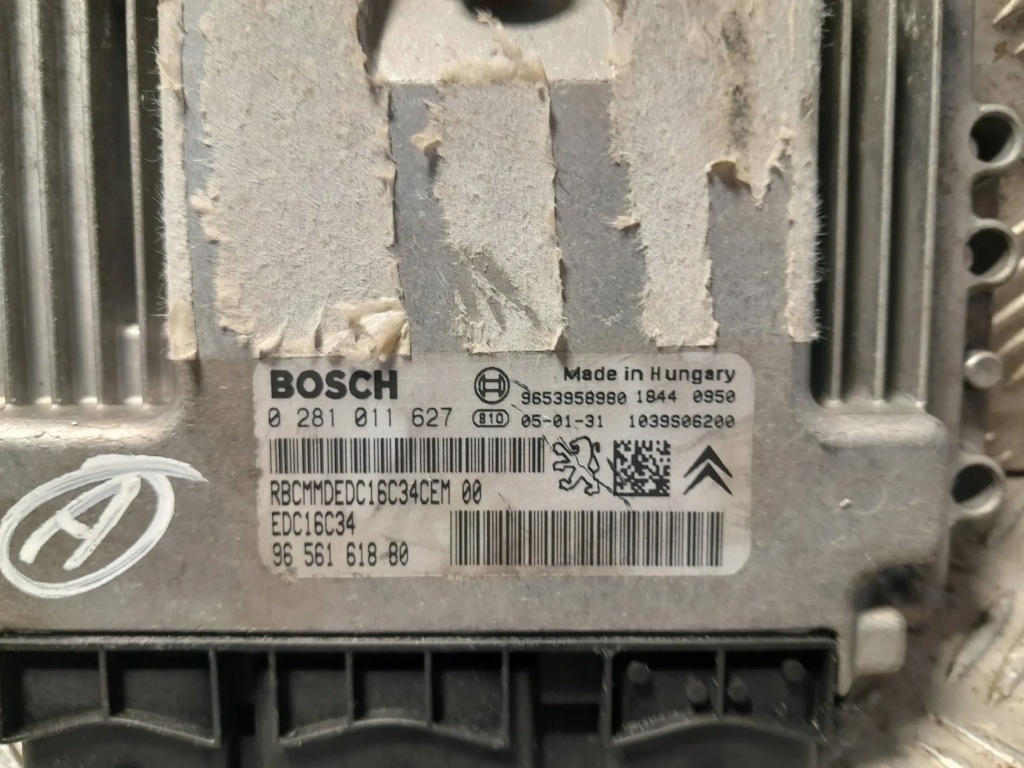 BOSCH
Made in Hungary
9653958980 1844 0950
0 281 011 627 810 05-01-31 1039S06200
RBCMMDEDC16C34CEM 00
EDC16C34
96 561 618 80
A